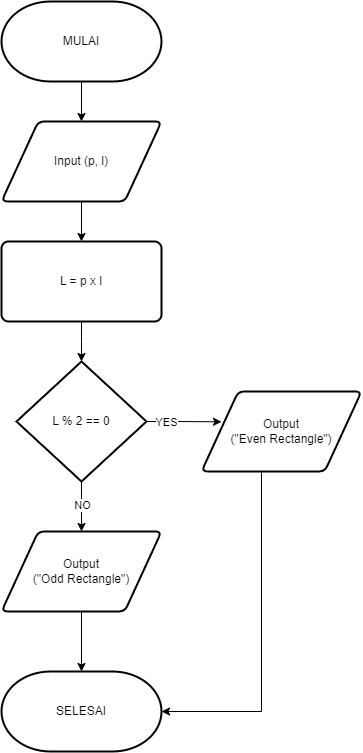 MULAI
Input (p, l)
L = p x l
L % 2 == 0
YES
Output
("Even Rectangle")
NO
Output
("Odd Rectangle")
SELESAI